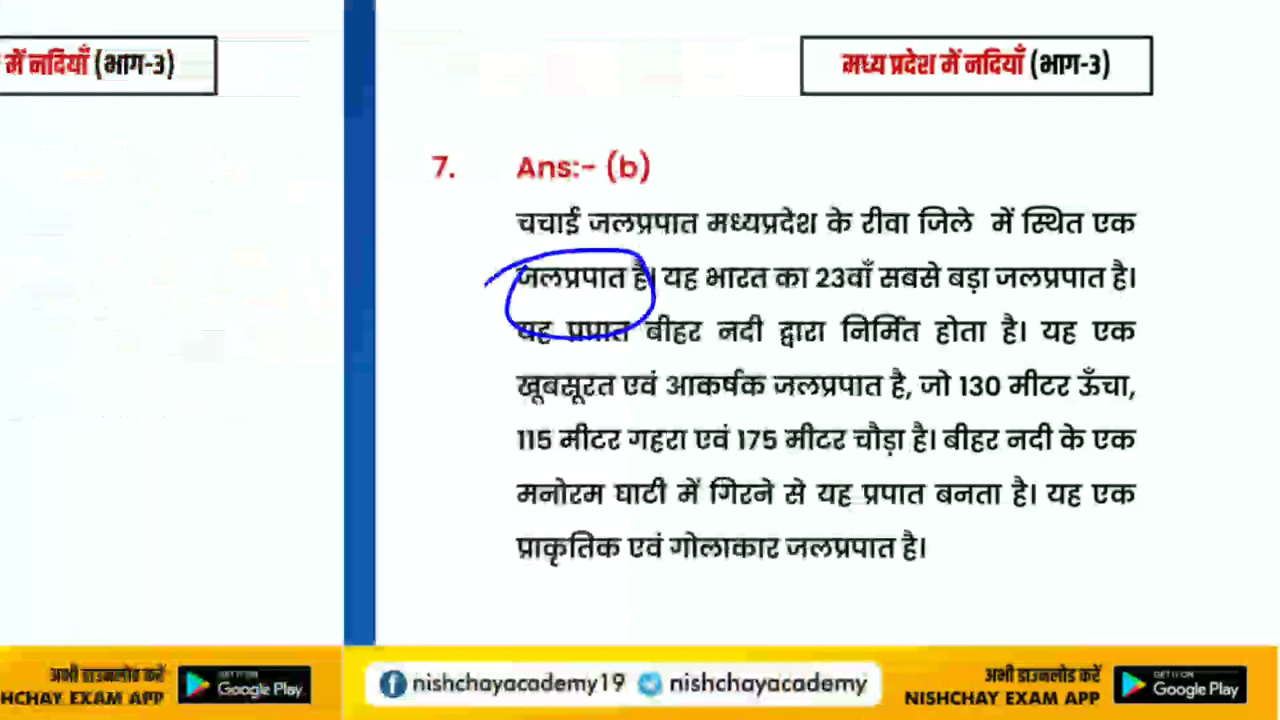 में नदियाँ (भाग-3)
मध्य प्रदेश में नदियाँ (भाग-3)
7. Ans:- (b)
चचाई जलप्रपात मध्यप्रदेश के रीवा जिले में स्थित एक
जलप्रपात है। यह भारत का 23वाँ सबसे बड़ा जलप्रपात है।
यह प्रपात बीहर नदी द्वारा निर्मित होता है। यह एक
खूबसूरत एवं आकर्षक जलप्रपात है, जो 130 मीटर ऊँचा,
115 मीटर गहरा एवं 175 मीटर चौड़ा है। बीहर नदी के एक
मनोरम घाटी में गिरने से यह प्रपात बनता है। यह एक
प्राकृतिक एवं गोलाकार जलप्रपात है।
अभी डाउनलोड करें
HCHAY EXAM APP
GET IT ON
Google Play
nishchayacademy19 nishchayacademy
अभी डाउनलोड करें
NISHCHAY EXAM APP
GET IT ON
Google Play